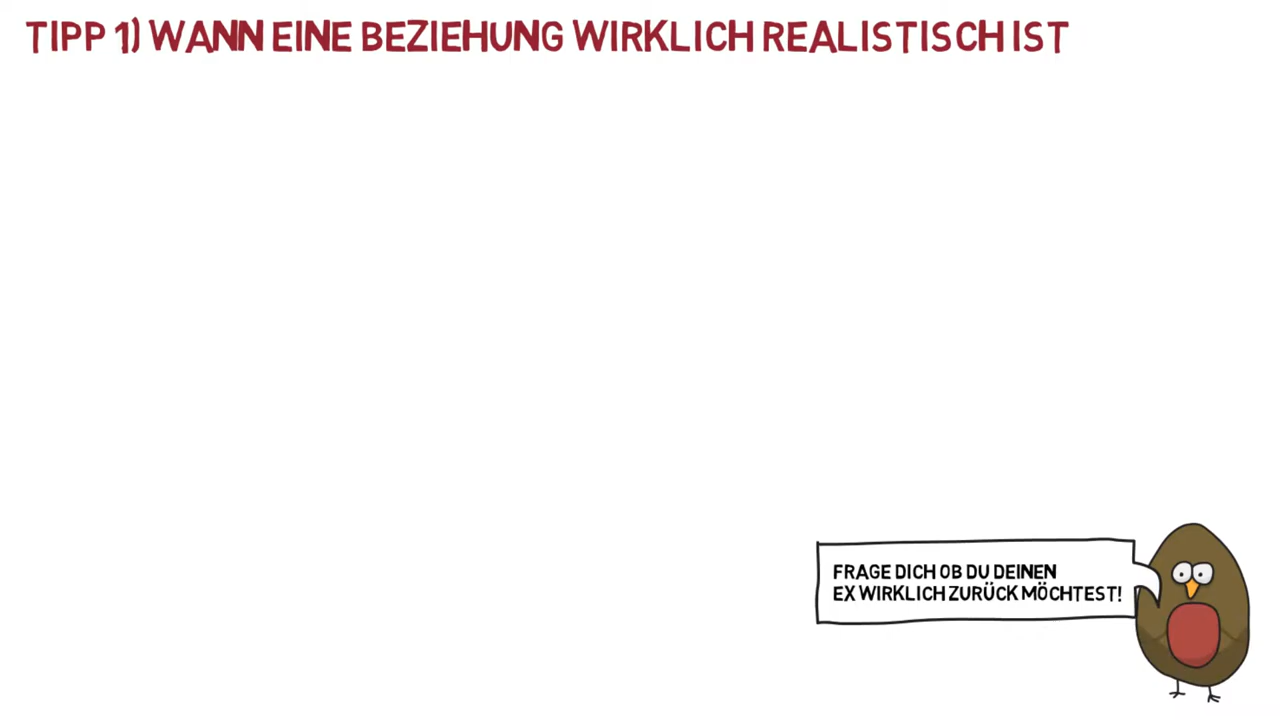 TIPP 1) WANN EINE BEZIEHUNG WIRKLICH REALISTISCH IST
FRAGE DICH OB DU DEINEN
EX WIRKLICH ZURÜCK MÖCHTEST!